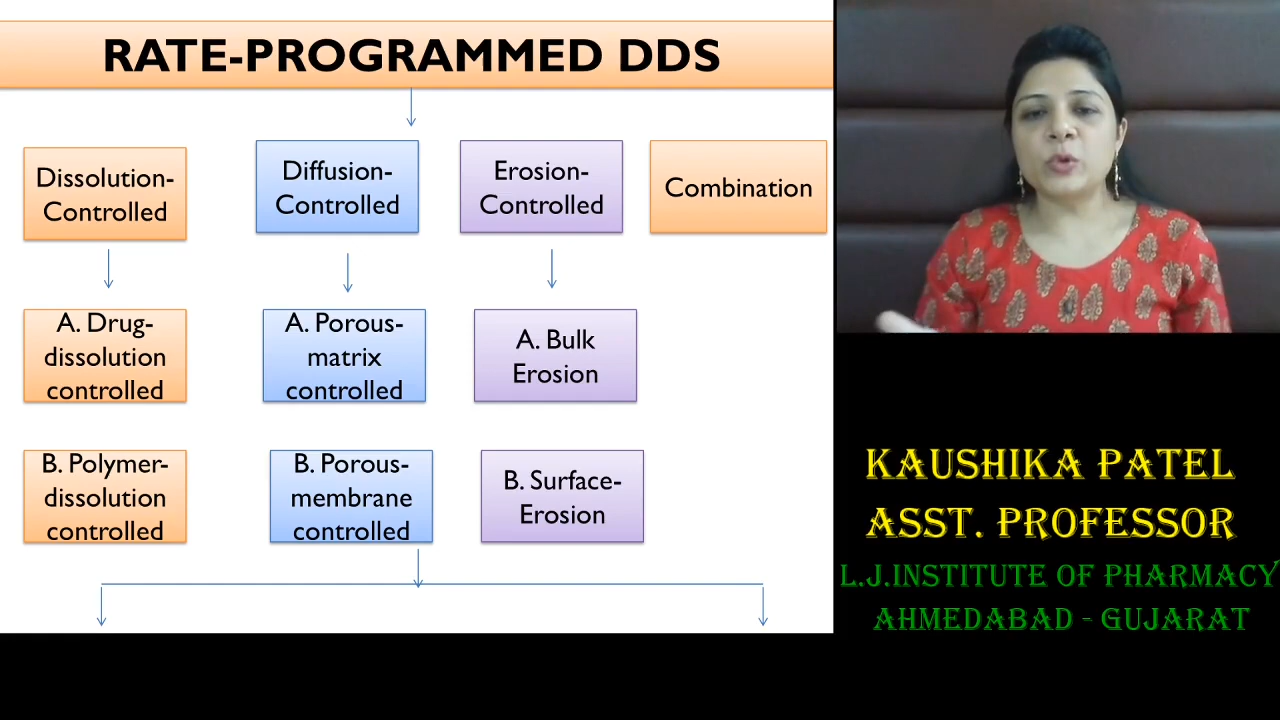 RATE-PROGRAMMED DDS
Dissolution-
Controlled
Diffusion-
Controlled
Erosion-
Controlled
Combination
A. Drug-
dissolution
controlled
A. Porous-
matrix
controlled
A. Bulk
Erosion
B. Polymer-
dissolution
controlled
B. Porous-
membrane
controlled
B. Surface-
Erosion
KAUSHIKA PATEL
ASST. PROFESSOR
L.J.INSTITUTE OF PHARMACY
AHMEDABAD - GUJARAT